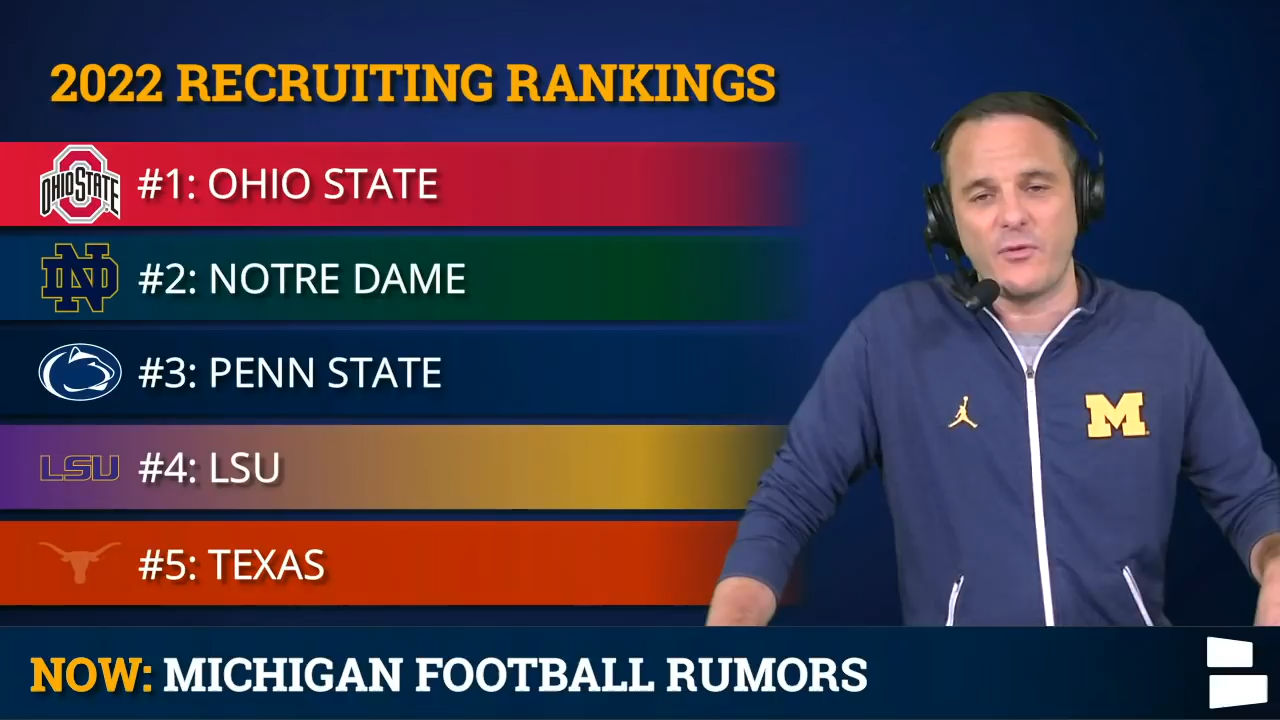 2022 RECRUITING RANKINGS
OHIO STATE
#1: OHIO STATE
ND
#2: NOTRE DAME
#3: PENN STATE
LSU
#4: LSU
#5: TEXAS
M
NOW: MICHIGAN FOOTBALL RUMORS